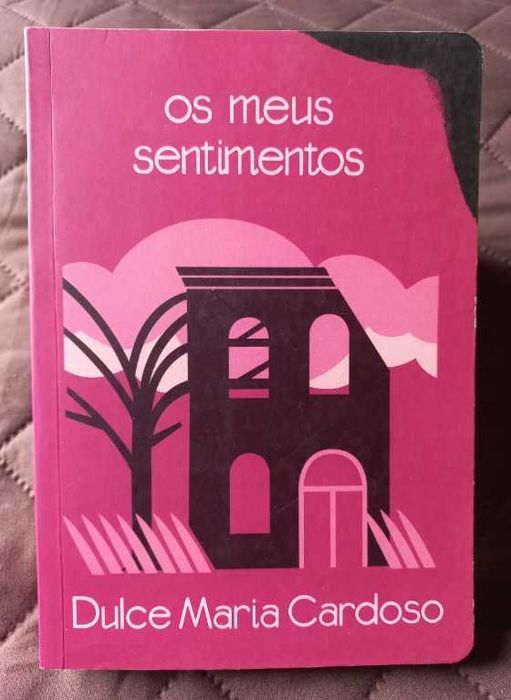 os meus
sentimentos
Dulce Maria Cardoso